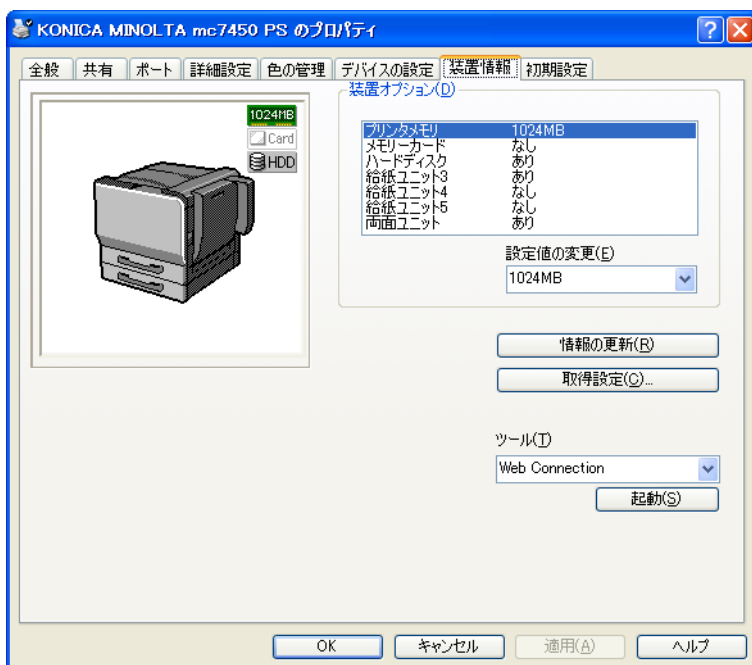 KONICA MINOLTA mc7450 PS のプロパティ
全般 共有 ポート 詳細設定 色の管理 デバイスの設定 装置情報 初期設定
1024MB
Card
HDD
装置オプション(D)
プリンタメモリ 1024MB
メモリーカード なし
ハードディスク あり
給紙ユニット3 あり
給紙ユニット4 なし
給紙ユニット5 なし
両面ユニット あり
設定値の変更(E)
1024MB
情報の更新(R)
取得設定(C)...
ツール(T)
Web Connection
起動(S)
OK キャンセル 適用(A) ヘルプ